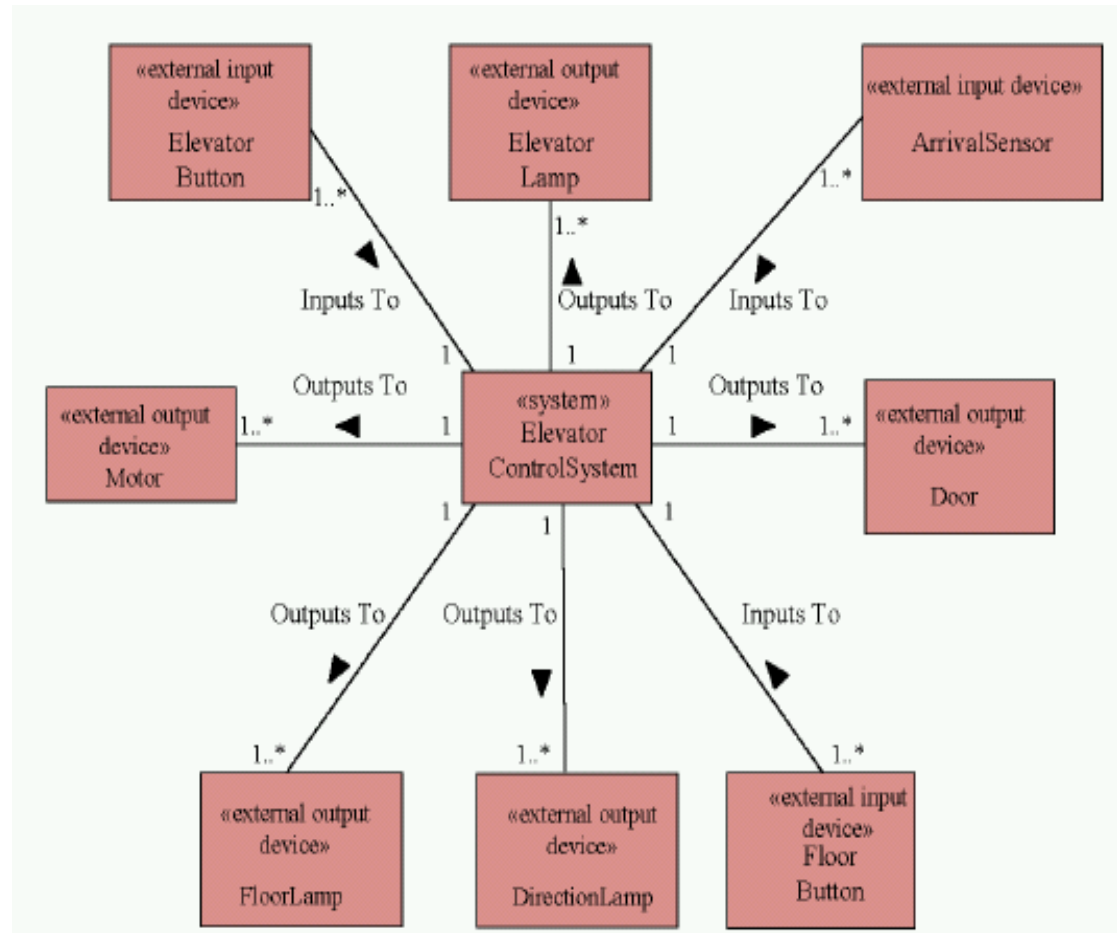 «external input
device»
Elevator
Button
«external output
device»
Elevator
Lamp
«external input device»
ArrivalSensor
1..*
1..*
1..*
Inputs To
Outputs To
Inputs To
1
1
1
«external output
device»
Motor
Outputs To
1..*
1
«system»
Elevator
ControlSystem
Outputs To
1
1..*
«external output
device»
Door
1
1
1
Outputs To
Outputs To
Inputs To
1..*
1..*
1..*
«external output
device»
FloorLamp
«external output
device»
DirectionLamp
«external input
device»
Floor
Button